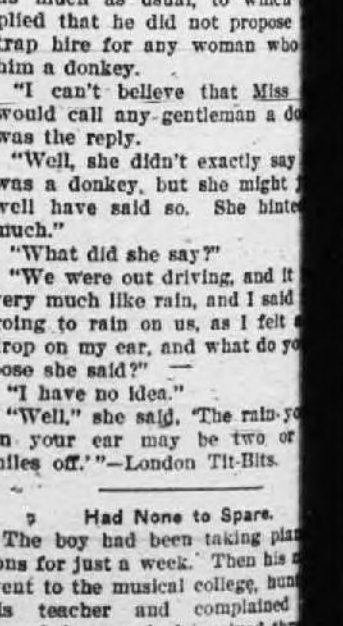 as much as usual, to which
plied that he did not propose
trap hire for any woman who
him a donkey.
"I can't believe that Miss
would call any gentleman a do
was the reply.
"Well, she didn't exactly say
was a donkey, but she might j
well have said so. She hinte
much."
"What did she say?"
"We were out driving, and it
very much like rain, and I said
going to rain on us, as I felt a
drop on my ear, and what do yo
ose she said?"
"I have no idea."
"Well," she said, 'The rain yo
n your ear may be two or
miles off.'"—London Tit-Bits.
Had None to Spare.
The boy had been taking pian
ons for just a week. Then his
ent to the musical college, hun
is teacher and complained